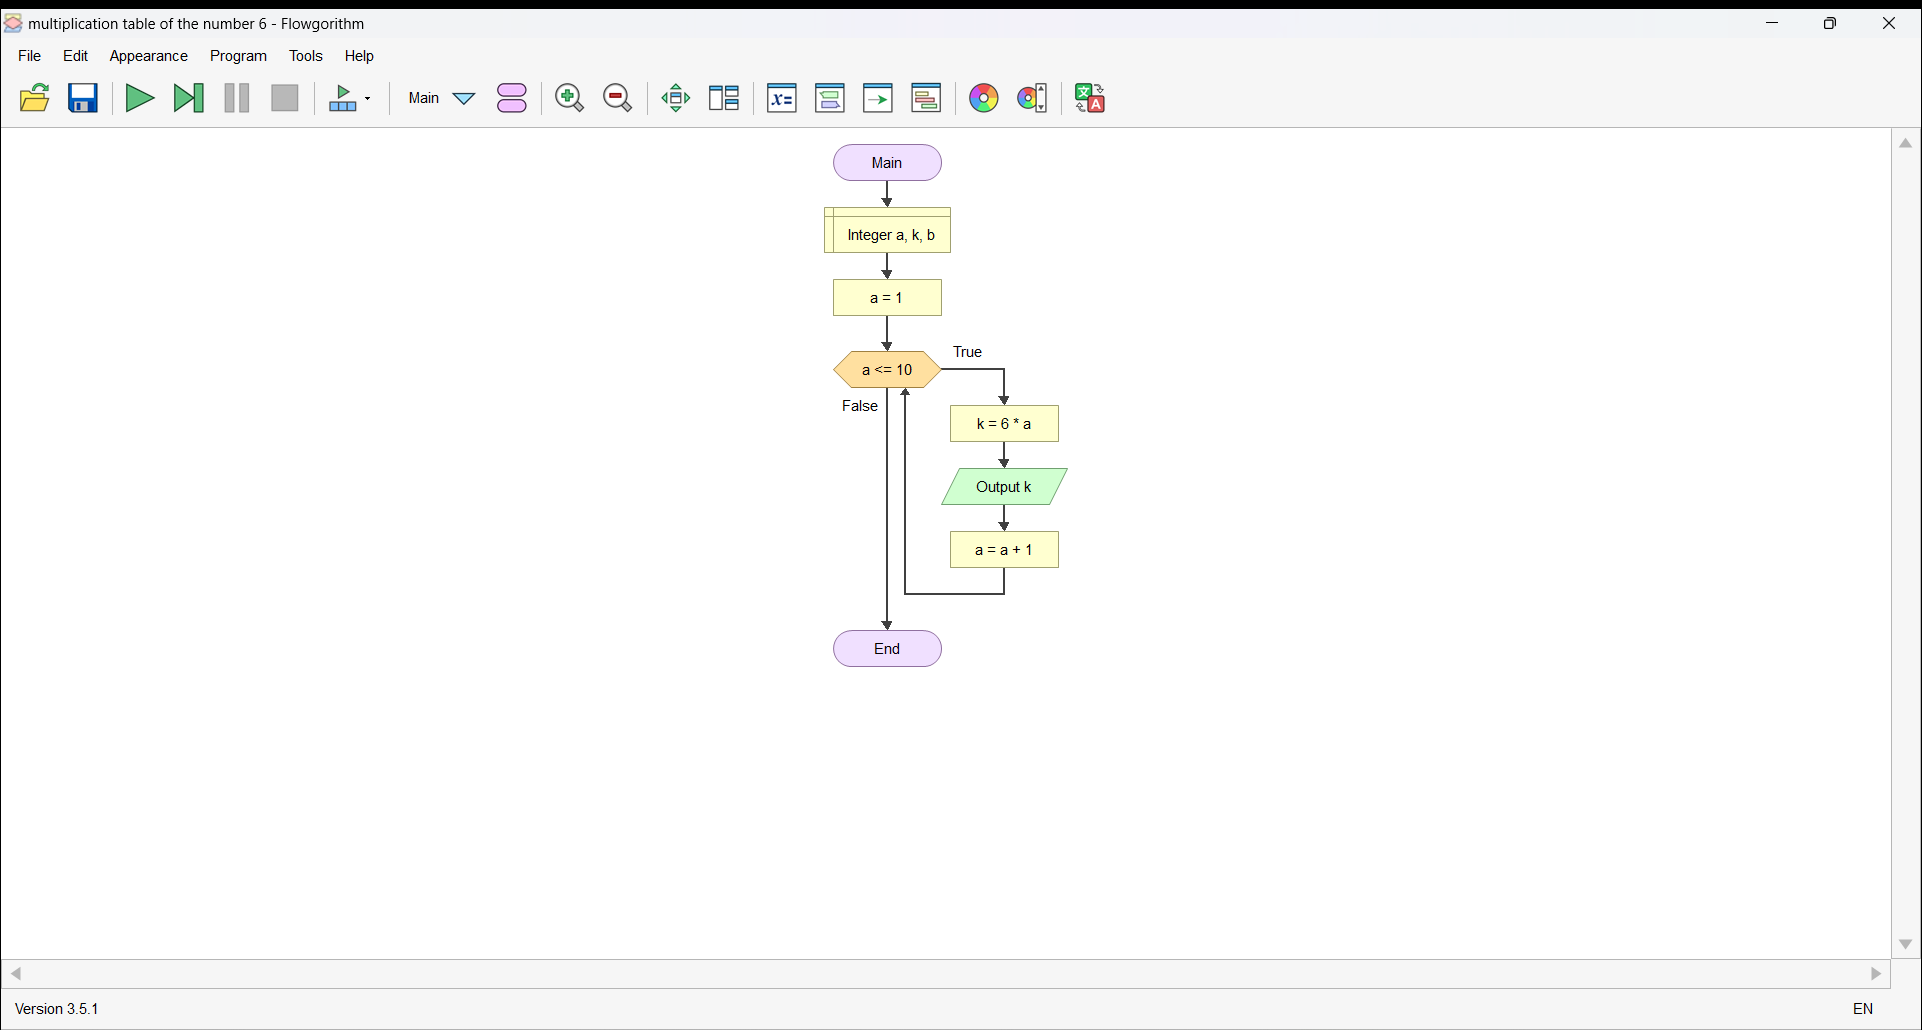 multiplication table of the number 6 - Flowgorithm
File Edit Appearance Program Tools Help
Main
x=
文
A
Main
Integer a, k, b
a = 1
a <= 10
True
False
k = 6 * a
Output k
a = a + 1
End
Version 3.5.1
EN